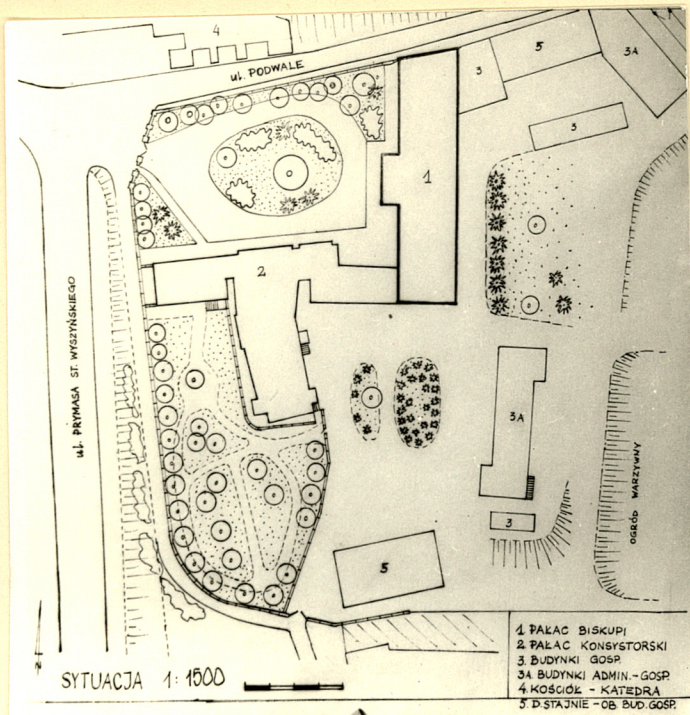 4
ul. PODWALE
5
3A
3
3
1
2
ul. PRYMASA ST. WYSZYŃSKIEGO
3A
OGRÓD WARZYWNY
3
5
N
SYTUACJA 1:1500
1. PAŁAC BISKUPI
2 PAŁAC KONSYSTORSKI
3. BUDYNKI GOSP.
3A. BUDYNKI ADMIN.-GOSP.
4. KOŚCIÓŁ - KATEDRA
5. D. STAJNIE - OB. BUD. GOSP.